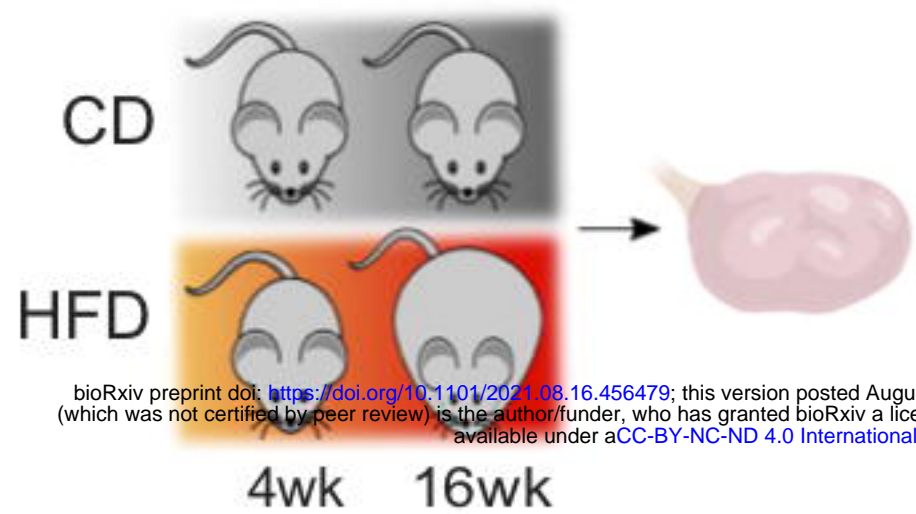 CD
HFD
bioRxiv preprint doi: https://doi.org/10.1101/2021.08.16.456479; this version posted Augu
(which was not certified by peer review) is the author/funder, who has granted bioRxiv a lice
available under aCC-BY-NC-ND 4.0 International
4wk 16wk